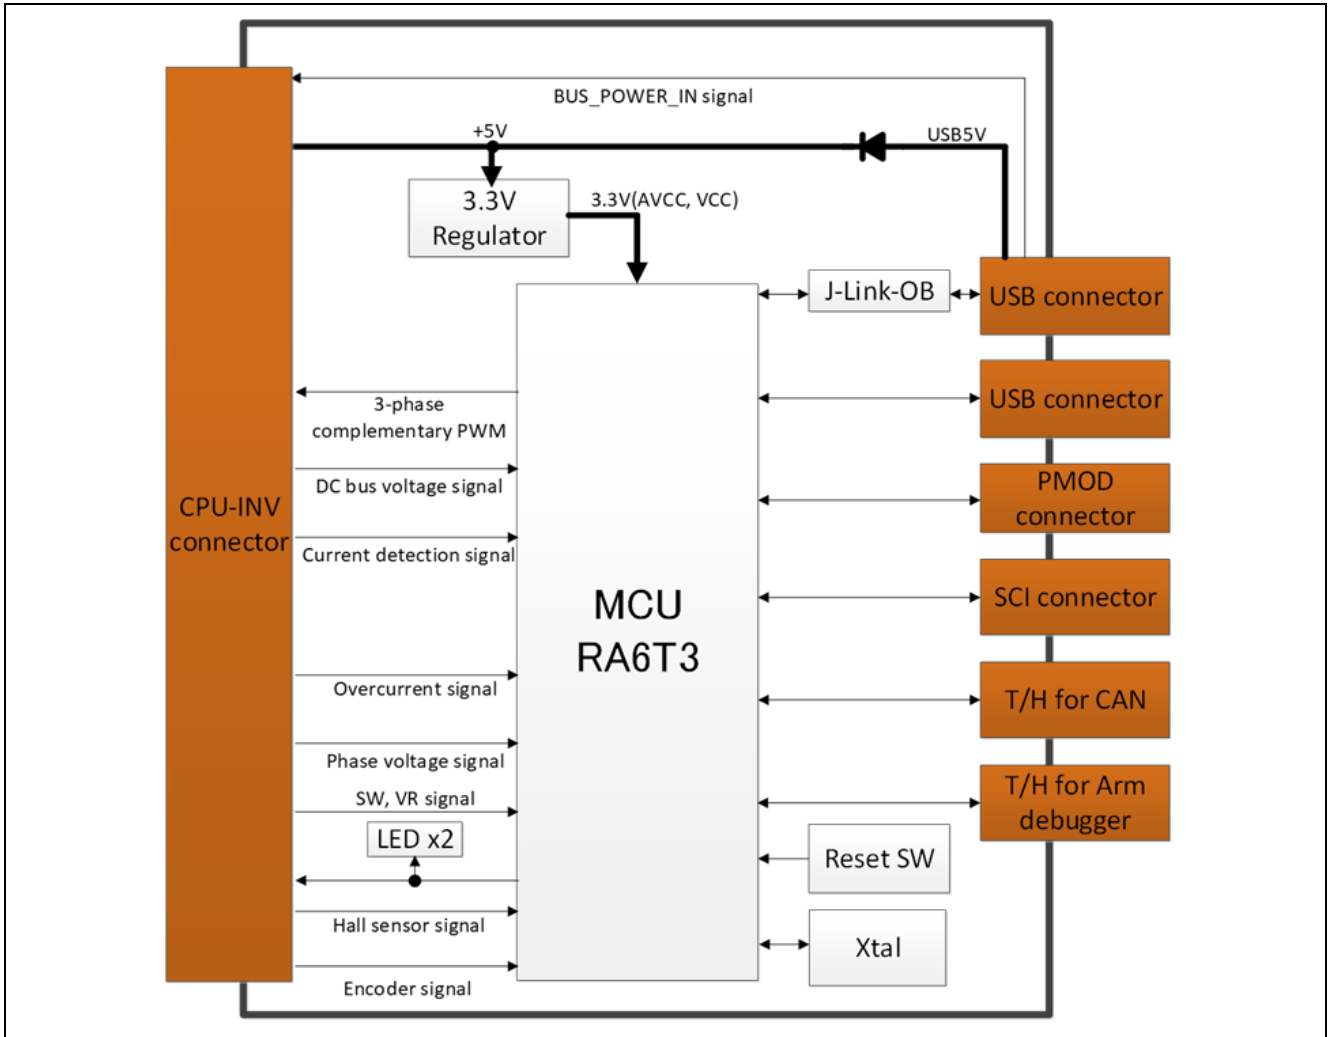 BUS_POWER_IN signal
+5V
USB5V
3.3V
Regulator
3.3V(AVCC, VCC)
J-Link-OB
USB connector
3-phase
complementary PWM
USB connector
DC bus voltage signal
PMOD
connector
CPU-INV
connector
Current detection signal
MCU
RA6T3
SCI connector
Overcurrent signal
T/H for CAN
Phase voltage signal
SW, VR signal
T/H for Arm
debugger
LED x2
Reset SW
Hall sensor signal
Xtal
Encoder signal